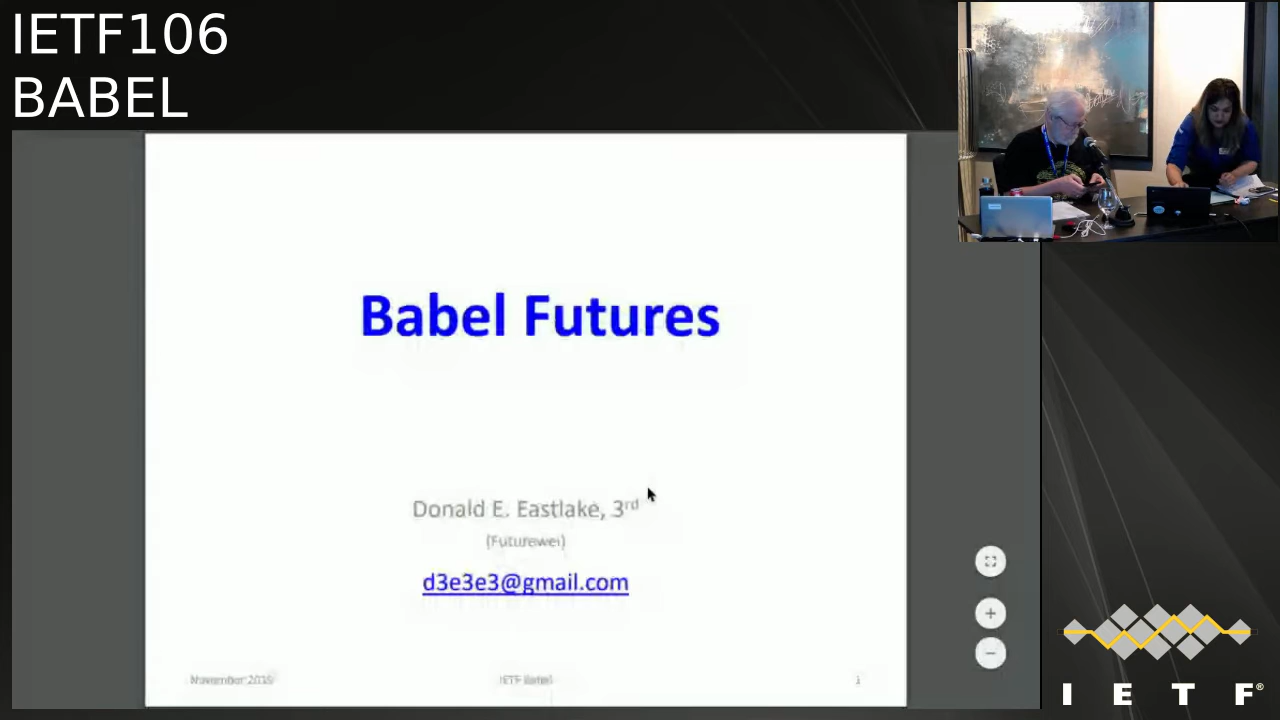 IETF106
BABEL
Babel Futures
Donald E. Eastlake, 3rd
(Futurewei)
d3e3e3@gmail.com
November 2019
IETF Babel
1
I E T F®